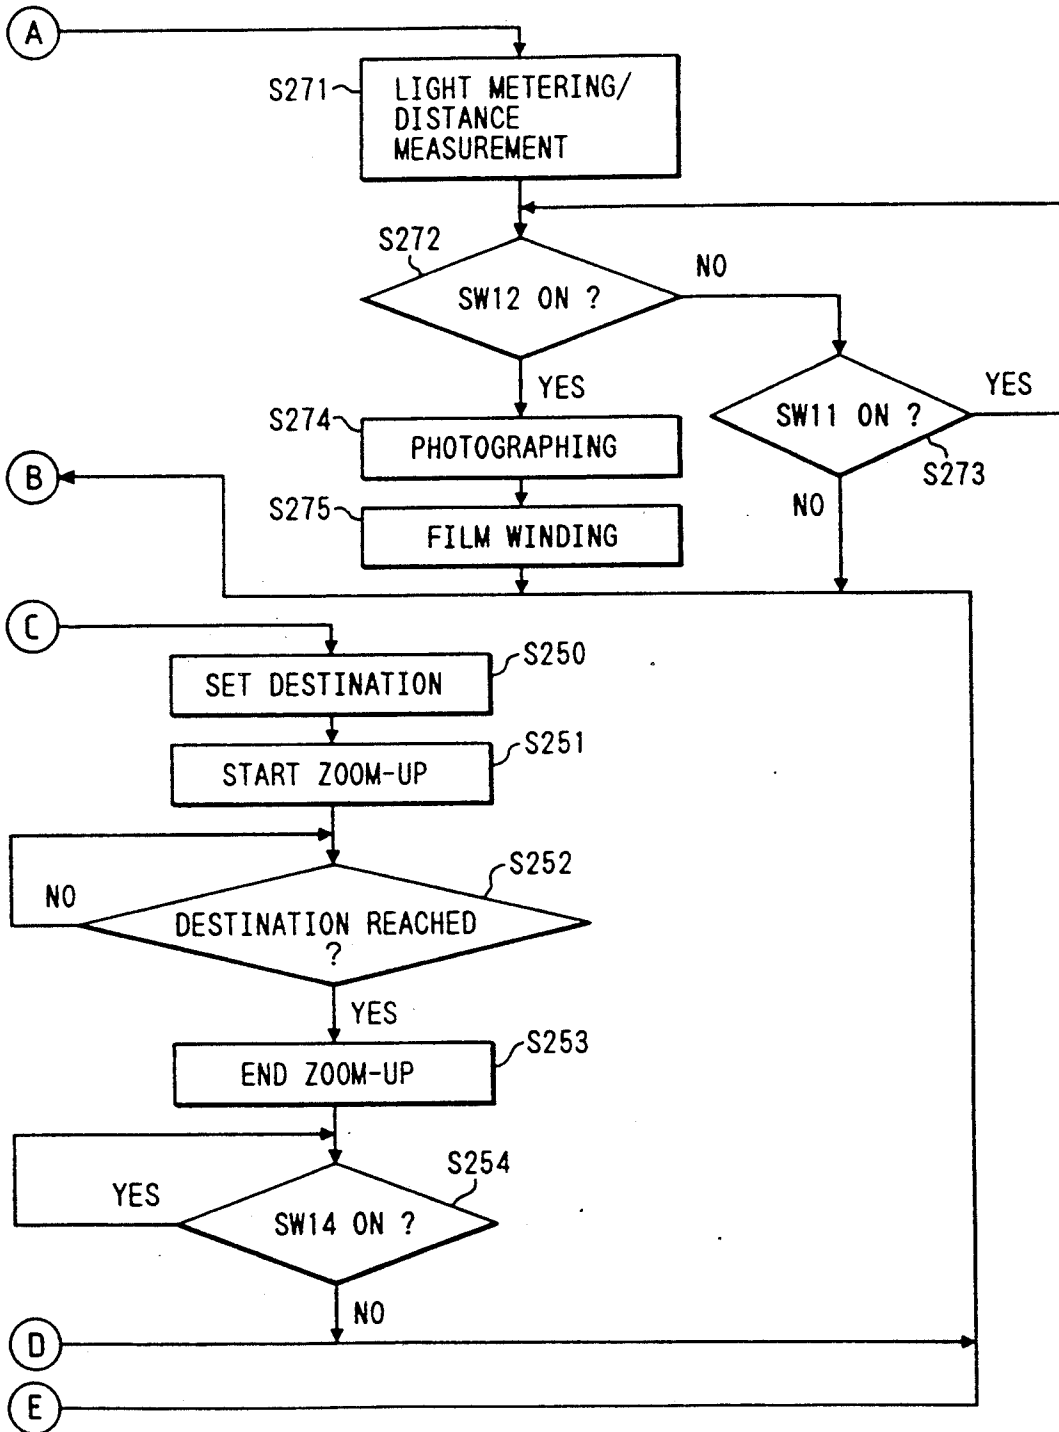 A
S271
LIGHT METERING/
DISTANCE
MEASUREMENT
S272
SW12 ON ?
NO
YES
SW11 ON ?
YES
S273
NO
S274
PHOTOGRAPHING
B
S275
FILM WINDING
C
S250
SET DESTINATION
S251
START ZOOM-UP
S252
NO
DESTINATION REACHED
?
YES
S253
END ZOOM-UP
S254
YES
SW14 ON ?
NO
D
E